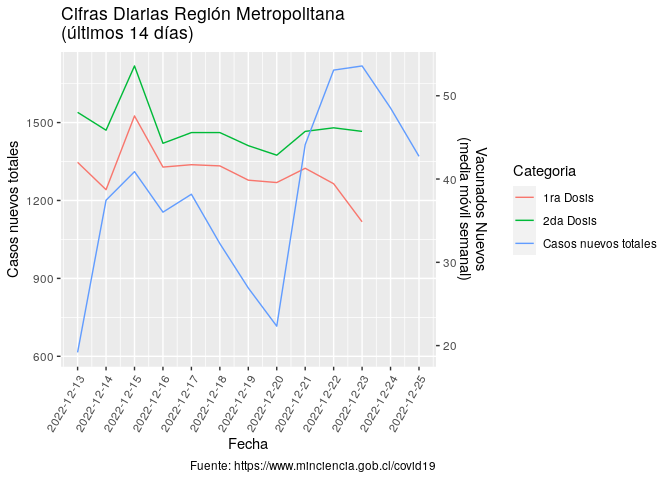 Cifras Diarias Región Metropolitana
(últimos 14 días)
Casos nuevos totales
1500
1200
900
600
50
40
30
20
Vacunados Nuevos
(media móvil semanal)
2022-12-13
2022-12-14
2022-12-15
2022-12-16
2022-12-17
2022-12-18
2022-12-19
2022-12-20
2022-12-21
2022-12-22
2022-12-23
2022-12-24
2022-12-25
Fecha
Categoria
1ra Dosis
2da Dosis
Casos nuevos totales
Fuente: https://www.minciencia.gob.cl/covid19